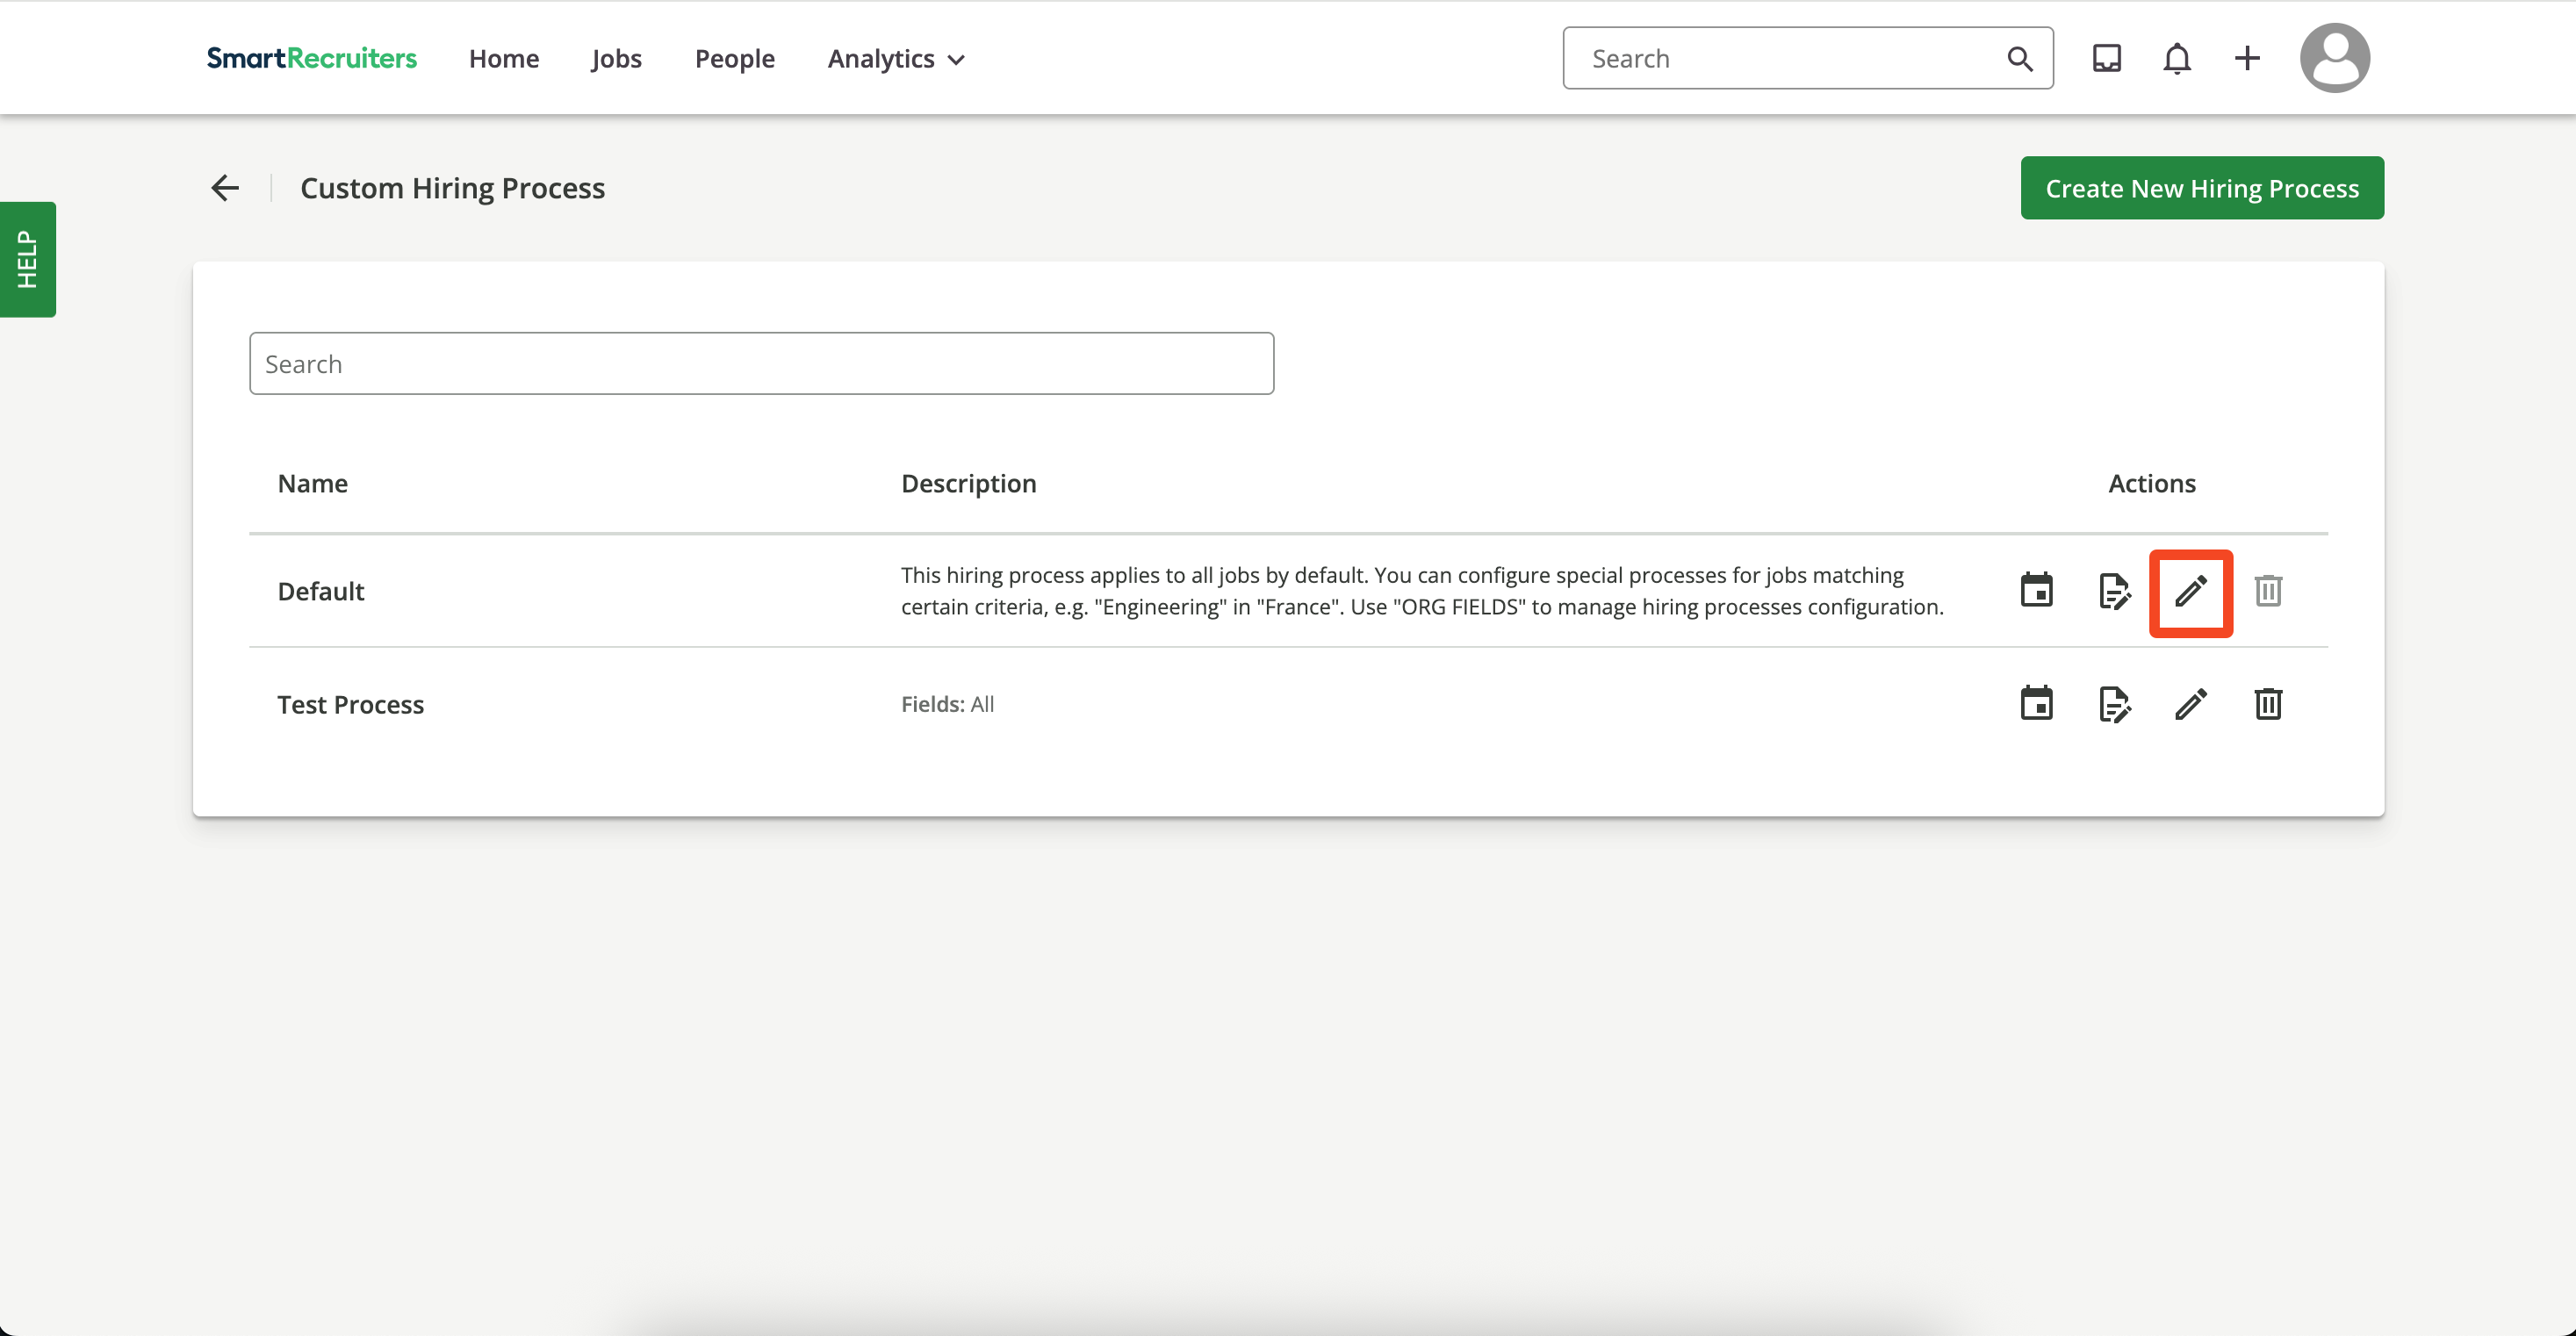 SmartRecruiters Home Jobs People Analytics Search
Custom Hiring Process Create New Hiring Process
HELP
Search
Name Description Actions
Default
This hiring process applies to all jobs by default. You can configure special processes for jobs matching
certain criteria, e.g. "Engineering" in "France". Use "ORG FIELDS" to manage hiring processes configuration.
Test Process Fields: All